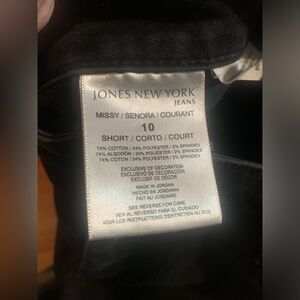 JONES NEW YORK
JEANS
MISSY / SENORA / COURANT
10
SHORT / CORTO / COURT
74% COTTON / 24% POLYESTER / 2% SPANDEX
74% ALGODÓN / 24% POLIÉSTER / 2% SPANDEX
74% COTON / 24% POLYESTER / 2% SPANDEX
EXCLUSIVE OF DECORATION
EXCLUSIVO DE DECORACIÓN
EXCLUSIF DE DÉCOR
MADE IN JORDAN
HECHO EN JORDANIA
FAIT AU JORDANIE
SEE REVERSE FOR CARE
VER AL REVERSO PARA EL CUIDADO
VOIR LES INSTRUCTIONS D'ENTRETIEN AU DOS.